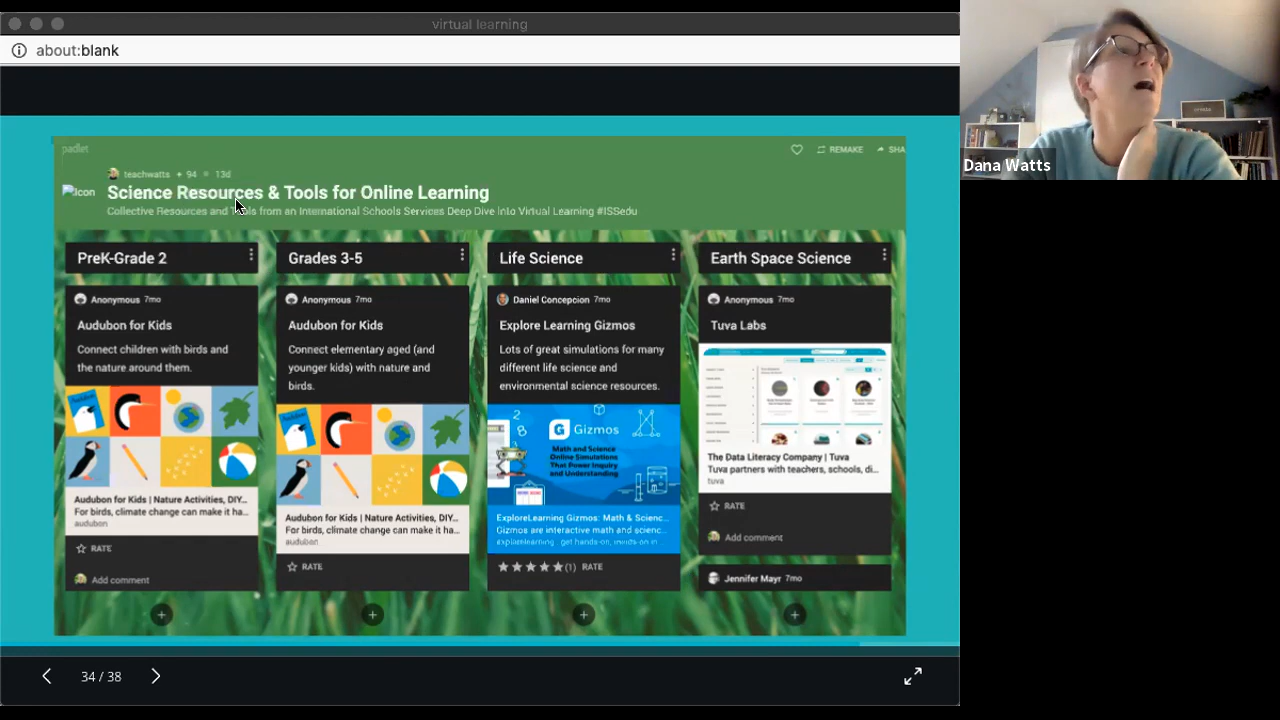 virtual learning
about:blank
padlet
REMAKE
SHA
teachwatts + 94 13d
icon
Science Resources & Tools for Online Learning
Collective Resources and Tools from an International Schools Services Deep Dive into Virtual Learning #ISSedu
PreK-Grade 2
Anonymous 7mo
Audubon for Kids
Connect children with birds and
the nature around them.
Audubon for Kids | Nature Activities, DIY...
For birds, climate change can make it ha...
audubon
RATE
Add comment
Grades 3-5
Anonymous 7mo
Audubon for Kids
Connect elementary aged (and
younger kids) with nature and
birds.
Audubon for Kids | Nature Activities, DIY...
For birds, climate change can make it ha...
audubon
RATE
Life Science
Daniel Concepcion 7mo
Explore Learning Gizmos
Lots of great simulations for many
different life science and
environmental science resources.
G Gizmos
Math and Science
Online Simulations
That Power Inquiry
and Understanding
ExploreLearning Gizmos: Math & Scienc...
Gizmos are interactive math and scienc...
(1) RATE
Earth Space Science
Anonymous 7mo
Tuva Labs
The Data Literacy Company | Tuva
Tuva partners with teachers, schools, di...
tuva
RATE
Add comment
Jennifer Mayr 7mo
34 / 38
Dana Watts
create